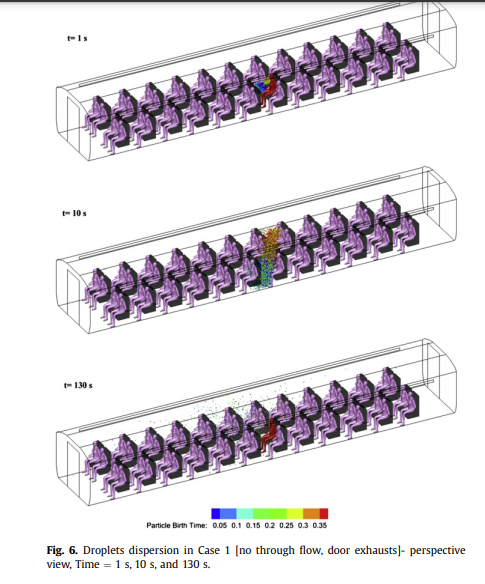 t= 1 s
t= 10 s
t= 130 s
Particle Birth Time: 0.05 0.1 0.15 0.2 0.25 0.3 0.35
Fig. 6. Droplets dispersion in Case 1 [no through flow, door exhausts]- perspective
view, Time = 1 s, 10 s, and 130 s.